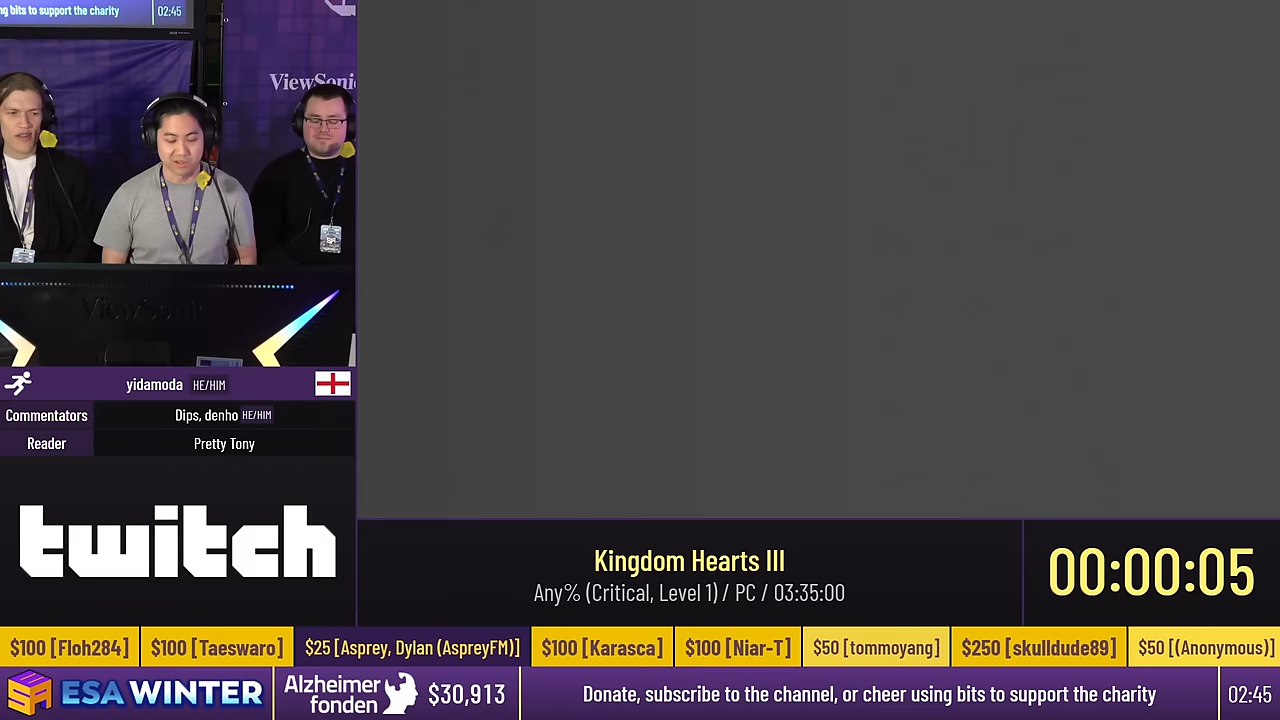 ng bits to support the charity
02:45
ViewSonic
ViewSonic
yidamoda HE/HIM
Commentators
Dips, denho HE/HIM
Reader
Pretty Tony
twitch
Kingdom Hearts III
Any% (Critical, Level 1) / PC / 03:35:00
00:00:05
$100 [Floh284]
$100 [Taeswaro]
$25 [Asprey, Dylan (AspreyFM)]
$100 [Karasca]
$100 [Niar-T]
$50 [tommoyang]
$250 [skulldude89]
$50 [(Anonymous)]
ESA WINTER
Alzheimer
fonden
$30,913
Donate, subscribe to the channel, or cheer using bits to support the charity
02:45